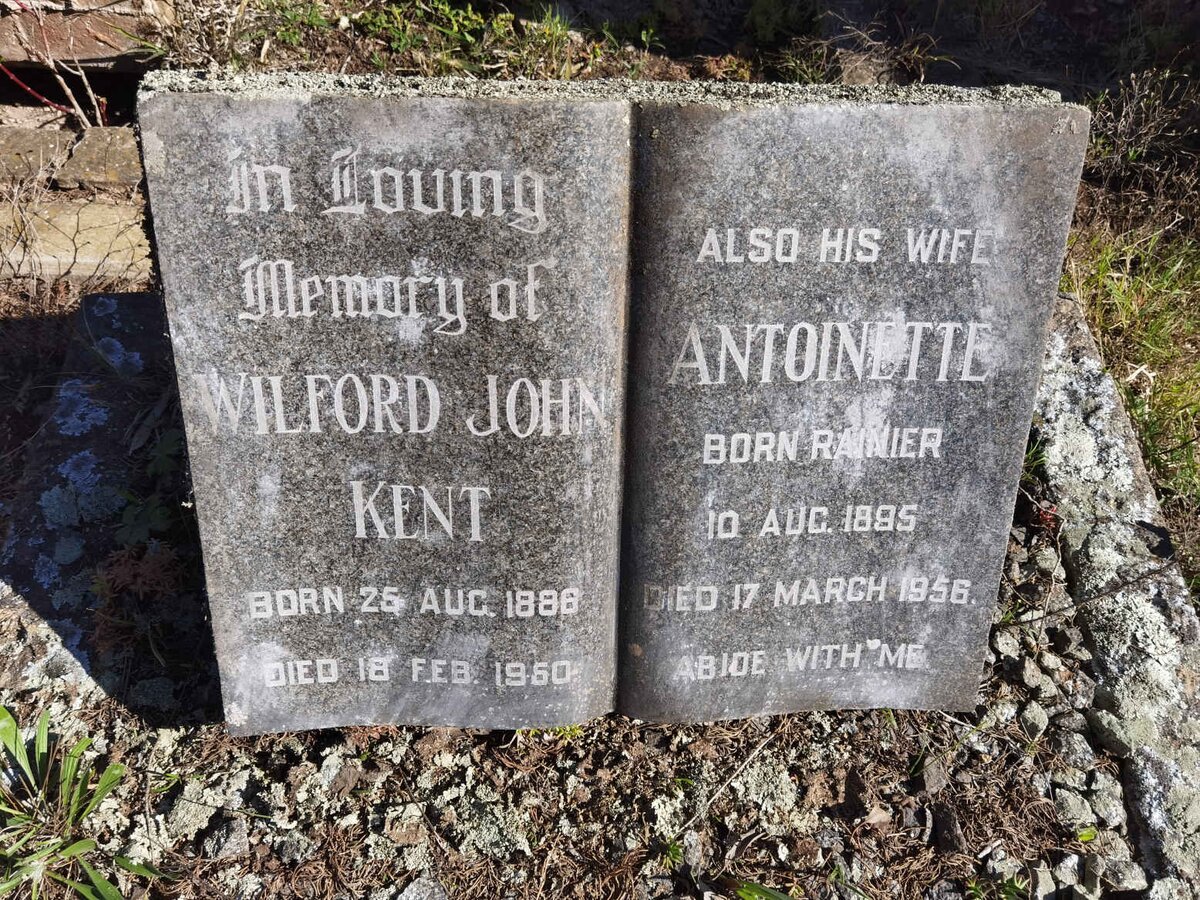 In Loving
Memory of
WILFORD JOHN
KENT
BORN 25 AUG. 1886
DIED 18 FEB. 1950.
ALSO HIS WIFE
ANTOINETTE
BORN RAINIER
10 AUG. 1895
DIED 17 MARCH 1956.
ABIDE WITH ME.